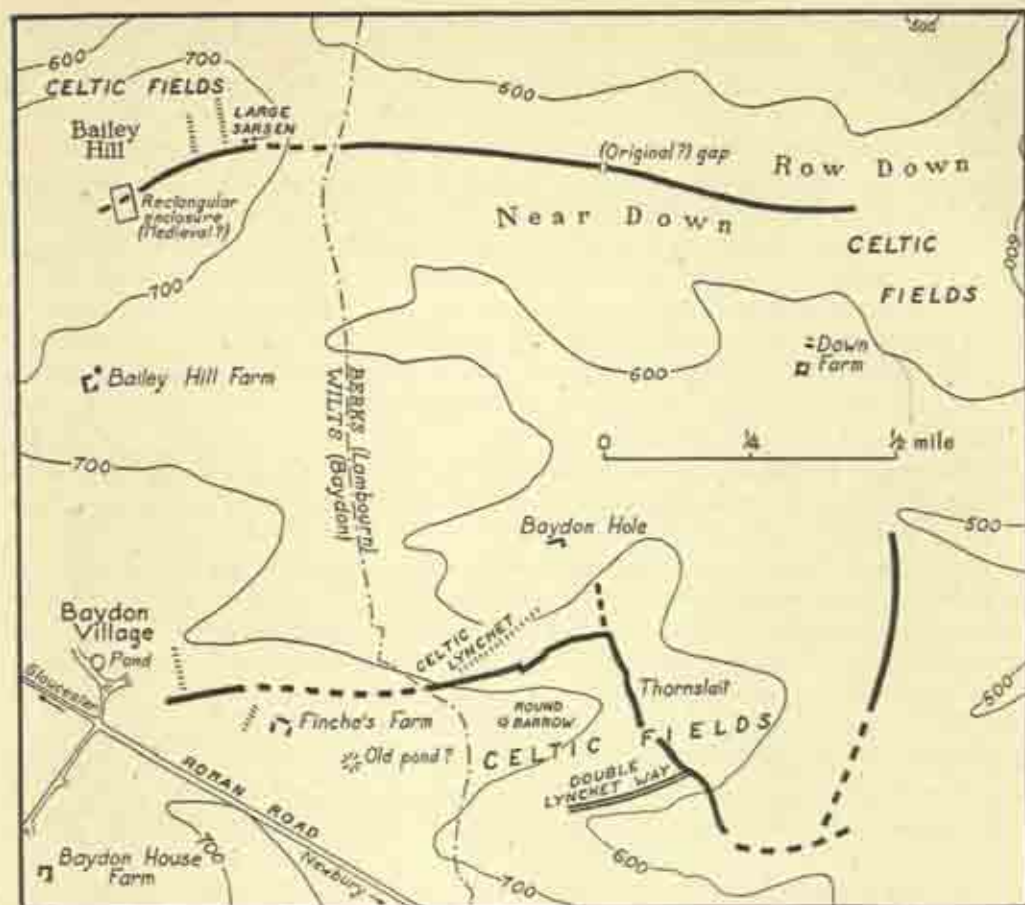 500
600
700
CELTIC FIELDS
600
LARGE
SARSEN
Bailey
Hill
(Original?) gap
Row Down
Rectangular
enclosure
(Medieval?)
Near Down
600
CELTIC
FIELDS
700
Down
Farm
600
Bailey Hill Farm
BERKS (Lambourn)
WILTS (Baydon)
0 ¼ ½ mile
700
500
Baydon Hole
Baydon
Village
Pond
CELTIC
LYNCHET
Thornslait
500
Gloucester
Finche's Farm
ROUND
BARROW
CELTIC FIELDS
Old pond?
DOUBLE
LYNCHET WAY
ROMAN ROAD
700
Newbury
600
Baydon House
Farm
700